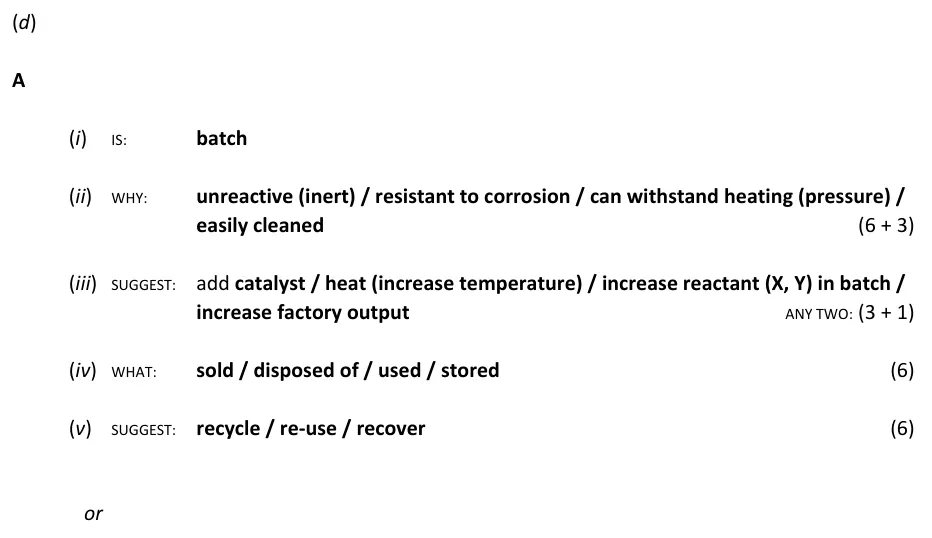 (d)
A
(i) IS: batch
(ii) WHY: unreactive (inert) / resistant to corrosion / can withstand heating (pressure) /
easily cleaned (6 + 3)
(iii) SUGGEST: add catalyst / heat (increase temperature) / increase reactant (X, Y) in batch /
increase factory output ANY TWO: (3 + 1)
(iv) WHAT: sold / disposed of / used / stored (6)
(v) SUGGEST: recycle / re-use / recover (6)
or